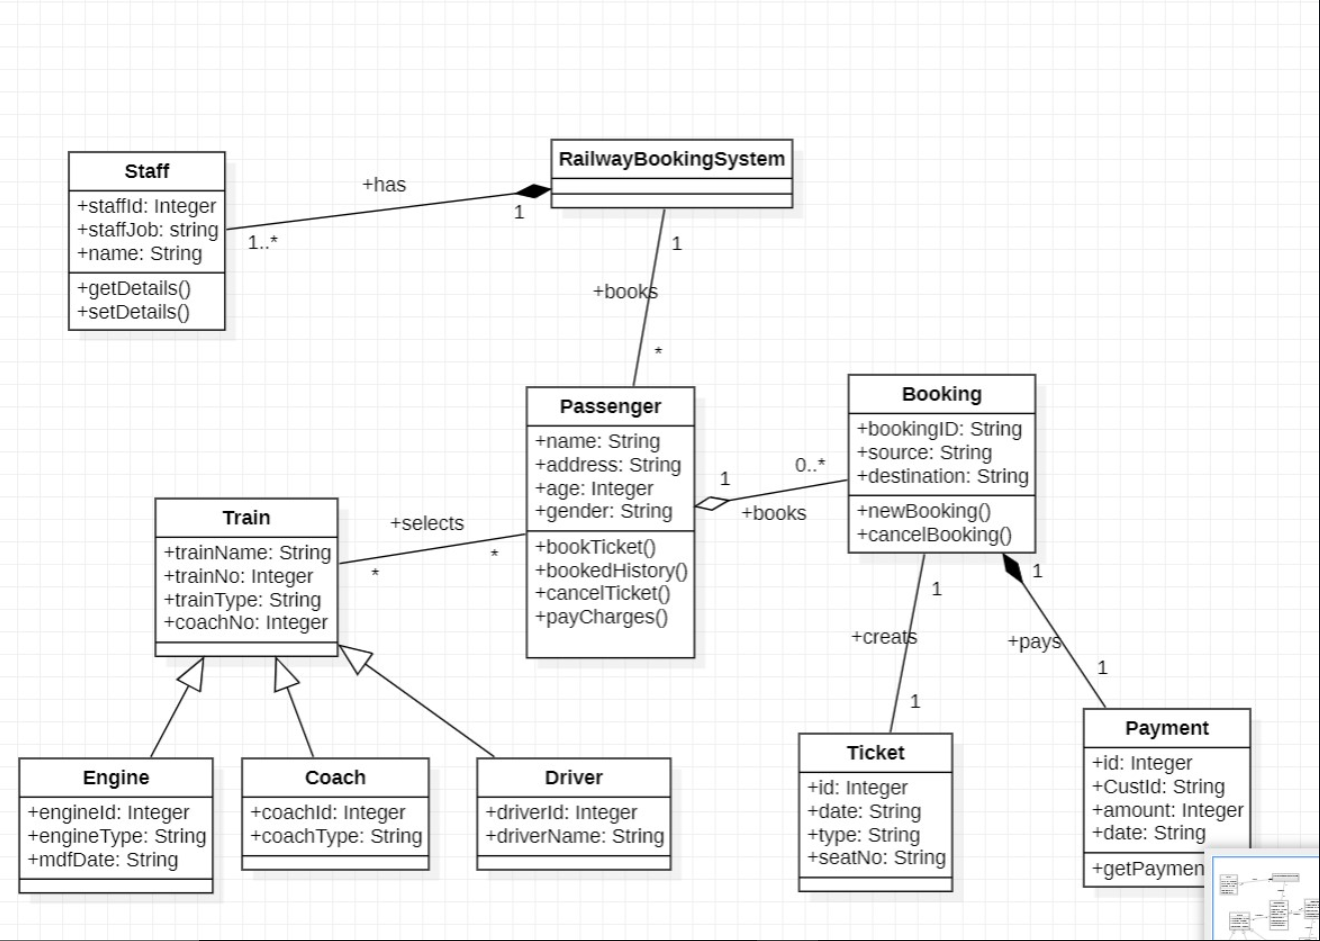 RailwayBookingSystem
Staff
+staffId: Integer
+staffJob: string
+name: String
+getDetails()
+setDetails()
+has
1
1..*
1
+books
*
Passenger
+name: String
+address: String
+age: Integer
+gender: String
+bookTicket()
+bookedHistory()
+cancelTicket()
+payCharges()
Booking
+bookingID: String
+source: String
+destination: String
+newBooking()
+cancelBooking()
1
0..*
+books
Train
+trainName: String
+trainNo: Integer
+trainType: String
+coachNo: Integer
+selects
*
*
1
+creats
1
1
+pays
1
Engine
+engineId: Integer
+engineType: String
+mdfDate: String
Coach
+coachId: Integer
+coachType: String
Driver
+driverId: Integer
+driverName: String
Ticket
+id: Integer
+date: String
+type: String
+seatNo: String
Payment
+id: Integer
+CustId: String
+amount: Integer
+date: String
+getPaymen